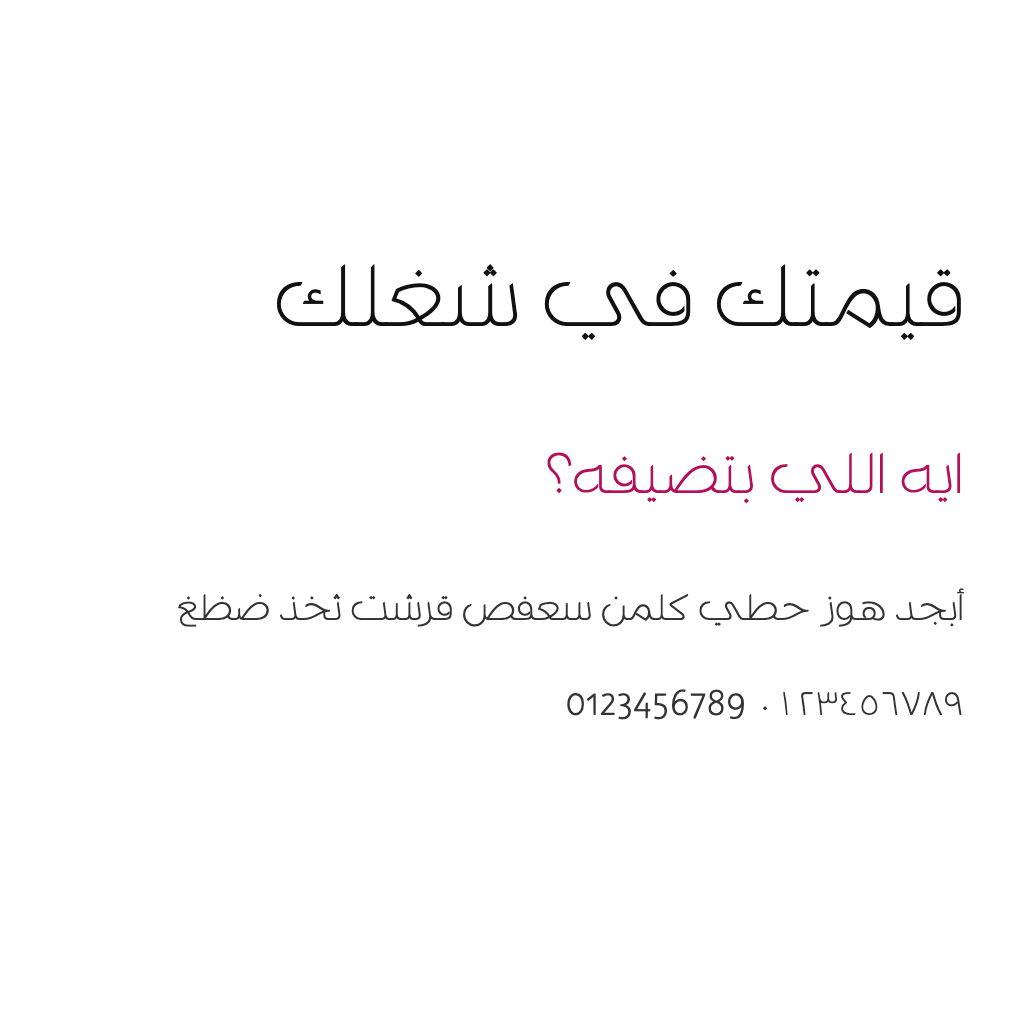 قيمتك في شغلك
ايه اللي بتضيفه؟
أبجد هوز حطي كلمن سعفص قرشت ثخذ ضظغ
٠١٢٣٤٥٦٧٨٩ 0123456789